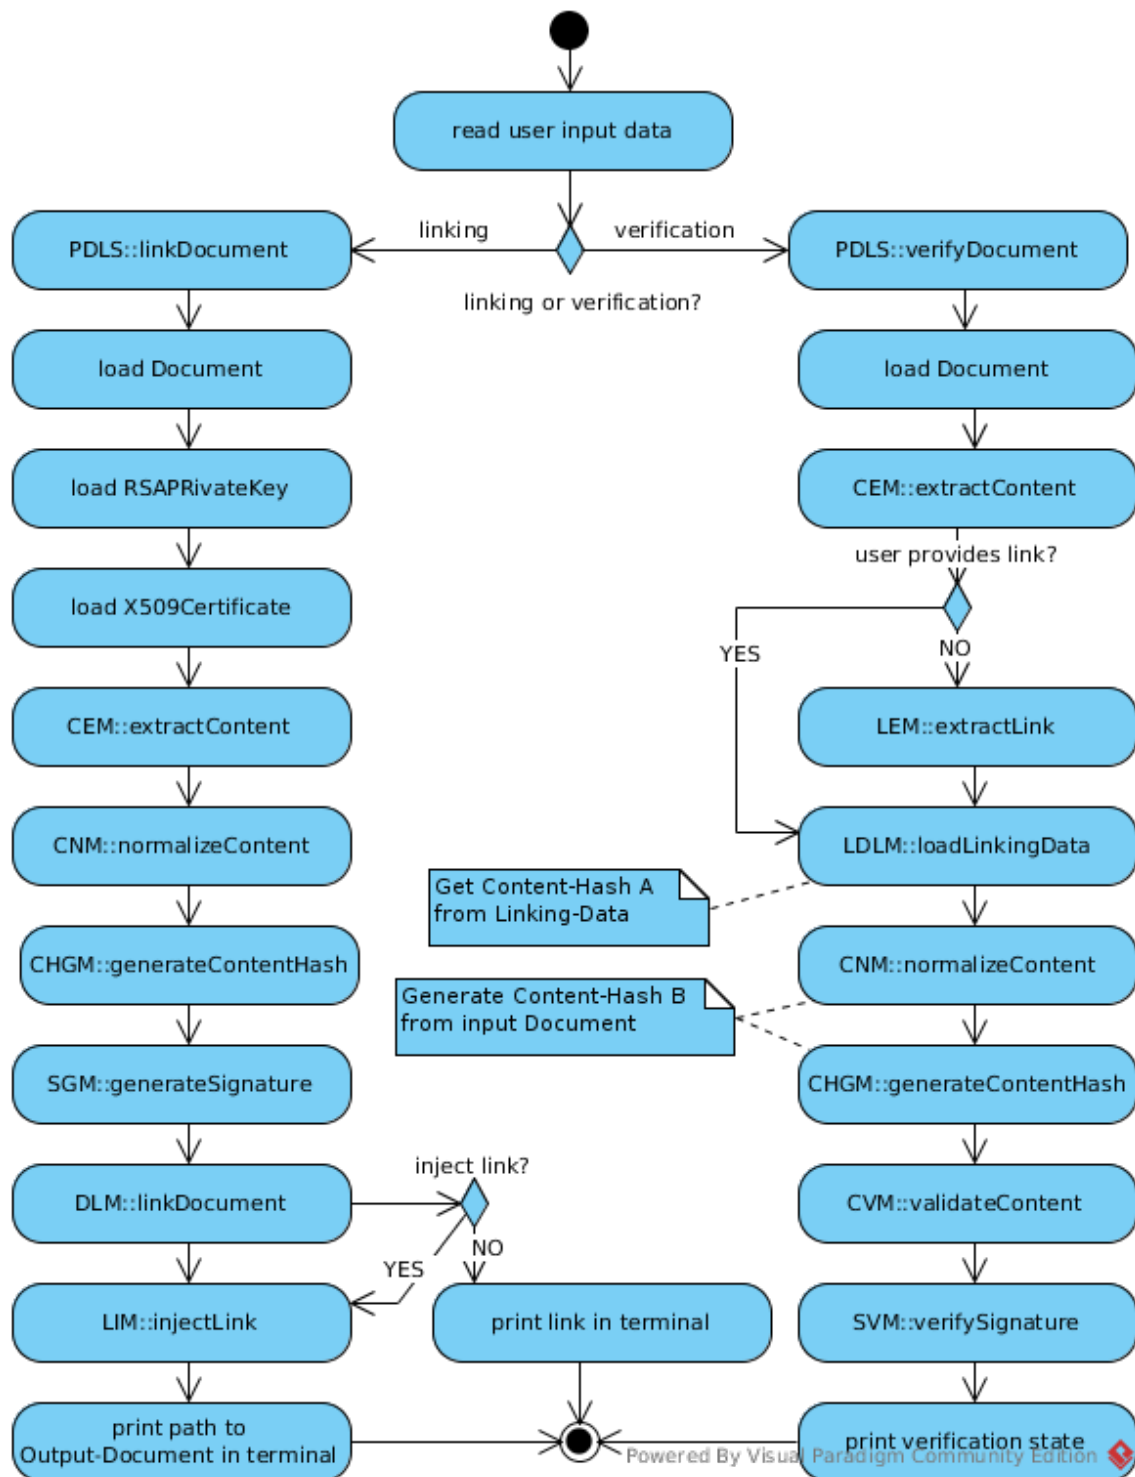 read user input data
linking
verification
PDLS::linkDocument
PDLS::verifyDocument
linking or verification?
load Document
load Document
load RSAPRivateKey
CEM::extractContent
user provides link?
load X509Certificate
YES
NO
CEM::extractContent
LEM::extractLink
CNM::normalizeContent
LDLM::loadLinkingData
Get Content-Hash A
from Linking-Data
CHGM::generateContentHash
CNM::normalizeContent
Generate Content-Hash B
from input Document
SGM::generateSignature
CHGM::generateContentHash
inject link?
DLM::linkDocument
CVM::validateContent
NO
YES
LIM::injectLink
print link in terminal
SVM::verifySignature
print path to
Output-Document in terminal
print verification state
Powered By Visual Paradigm Community Edition